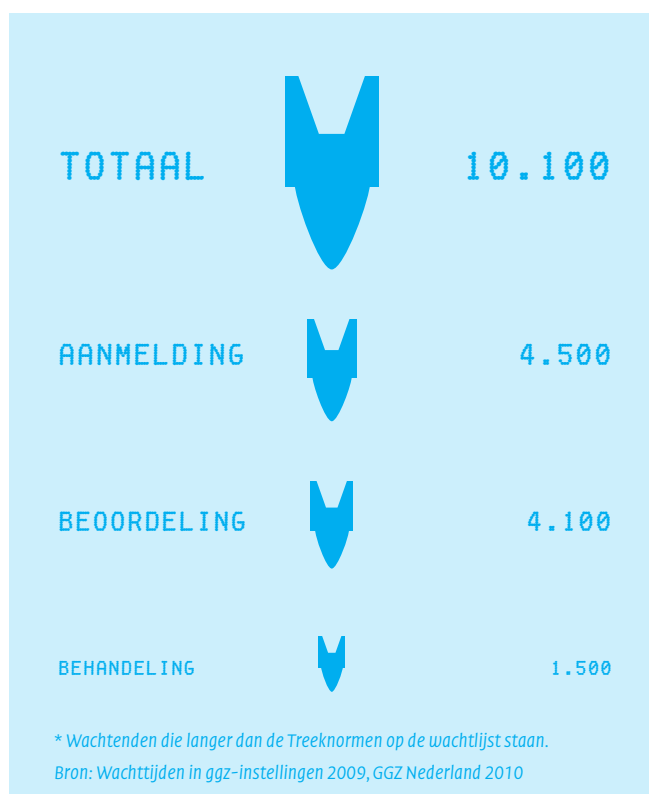 TOTAAL 10.100
AANMELDING 4.500
BEOORDELING 4.100
BEHANDELING 1.500
* Wachtenden die langer dan de Treeknormen op de wachtlijst staan.
Bron: Wachttijden in ggz-instellingen 2009, GGZ Nederland 2010